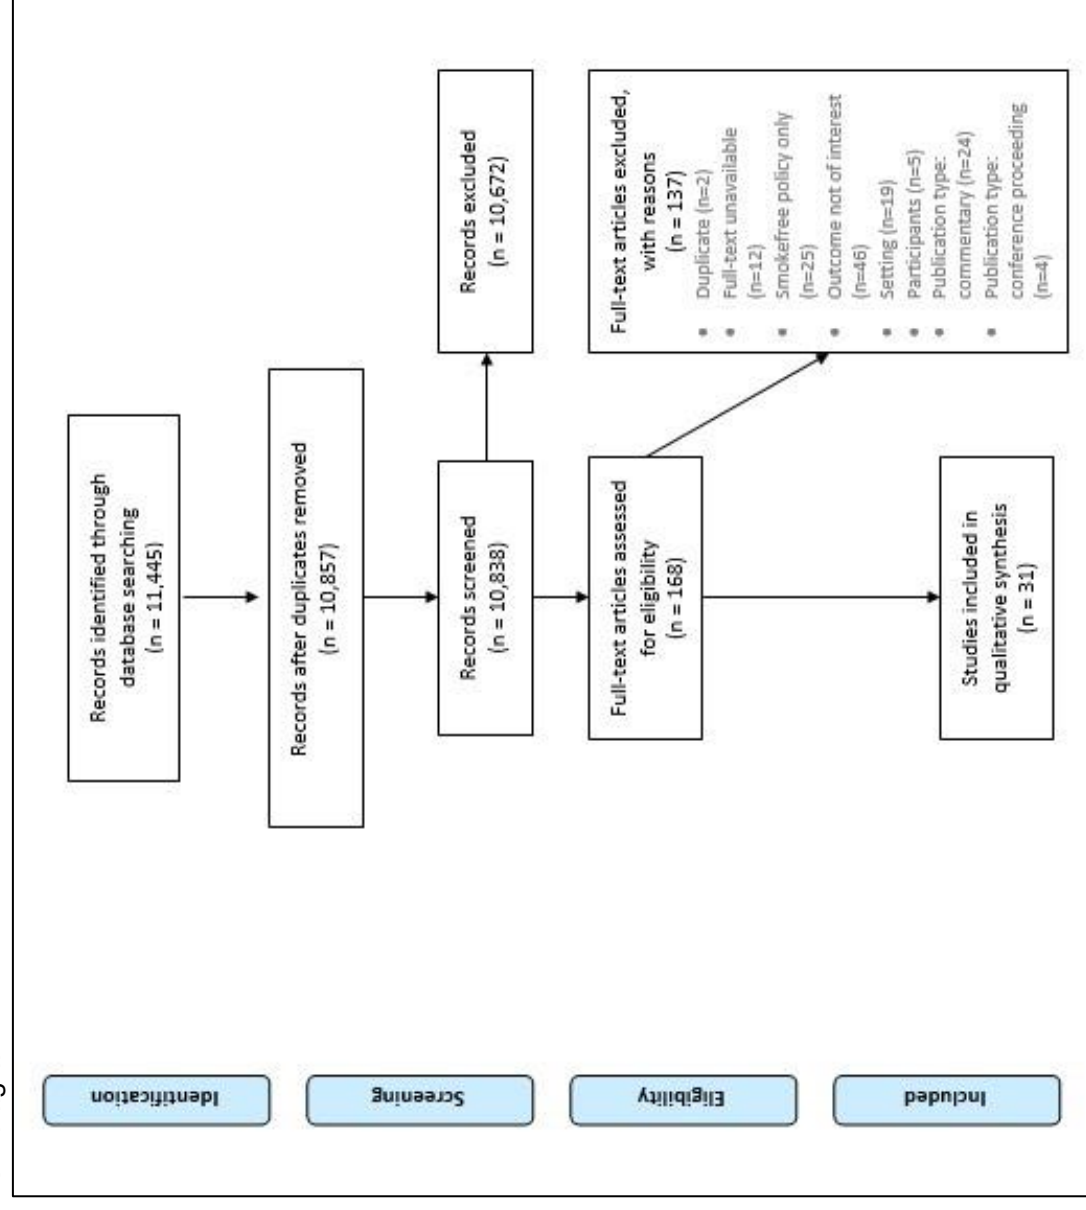 Identification
Screening
Eligibility
Included
Records identified through
database searching
(n = 11,445)
Records after duplicates removed
(n = 10,857)
Records screened
(n = 10,838)
Records excluded
(n = 10,672)
Full-text articles assessed
for eligibility
(n = 168)
Full-text articles excluded,
with reasons
(n = 137)
• Duplicate (n=2)
• Full-text unavailable
(n=12)
• Smokefree policy only
(n=25)
• Outcome not of interest
(n=46)
• Setting (n=19)
• Participants (n=5)
• Publication type:
commentary (n=24)
• Publication type:
conference proceeding
(n=4)
Studies included in
qualitative synthesis
(n = 31)